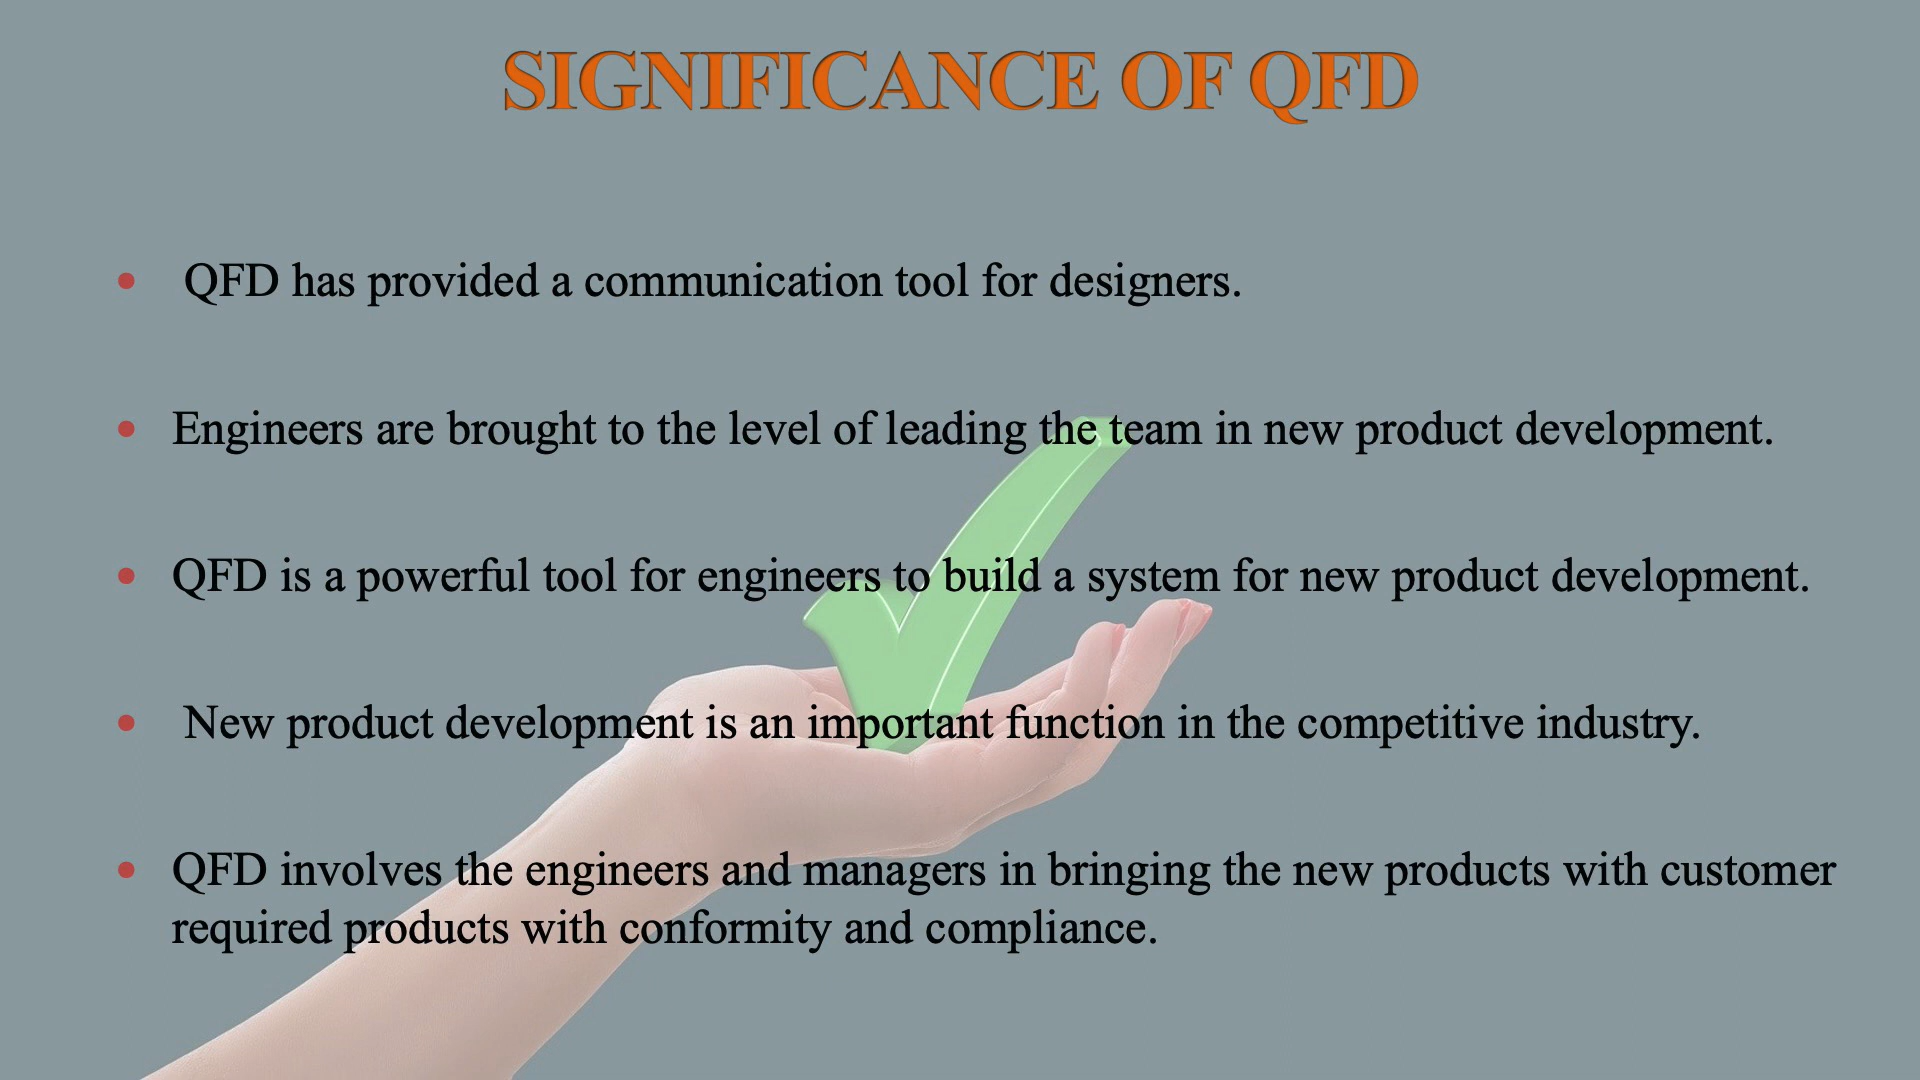 SIGNIFICANCE OF QFD
• QFD has provided a communication tool for designers.
• Engineers are brought to the level of leading the team in new product development.
• QFD is a powerful tool for engineers to build a system for new product development.
• New product development is an important function in the competitive industry.
• QFD involves the engineers and managers in bringing the new products with customer
required products with conformity and compliance.